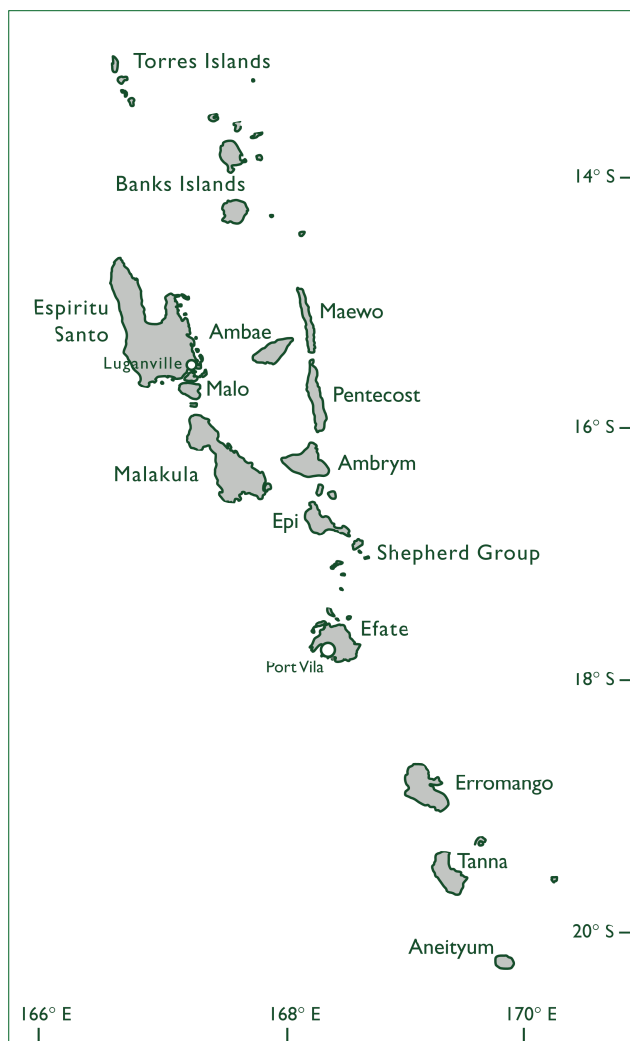 Torres Islands
14° S
Banks Islands
Espiritu
Santo
Maewo
Ambae
Luganville
Malo
Pentecost
16° S
Ambrym
Malakula
Epi
Shepherd Group
Efate
Port Vila
18° S
Erromango
Tanna
20° S
Aneityum
166° E
168° E
170° E